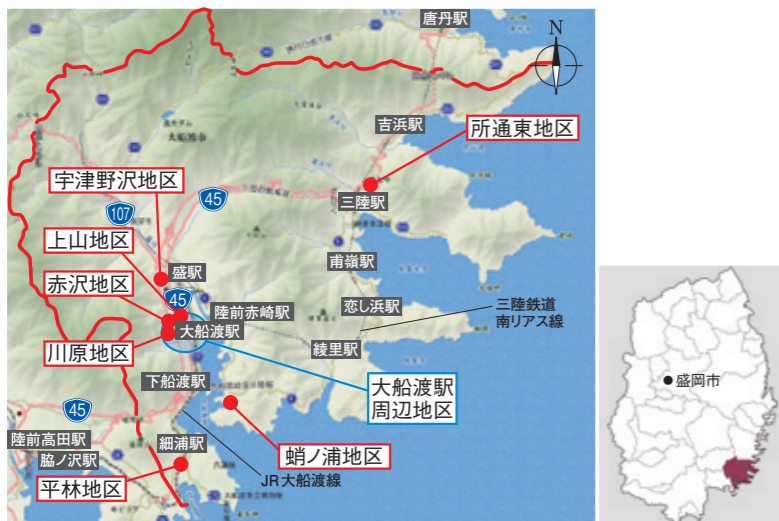 唐丹駅
N
吉浜駅
所通東地区
宇津野沢地区
45
三陸駅
107
上山地区
甫嶺駅
盛駅
赤沢地区
45
陸前赤崎駅
恋し浜駅
三陸鉄道
南リアス線
大船渡駅
川原地区
綾里駅
下船渡駅
大船渡駅
周辺地区
盛岡市
45
陸前高田駅
細浦駅
蛸ノ浦地区
脇ノ沢駅
平林地区
JR大船渡線
大船渡市